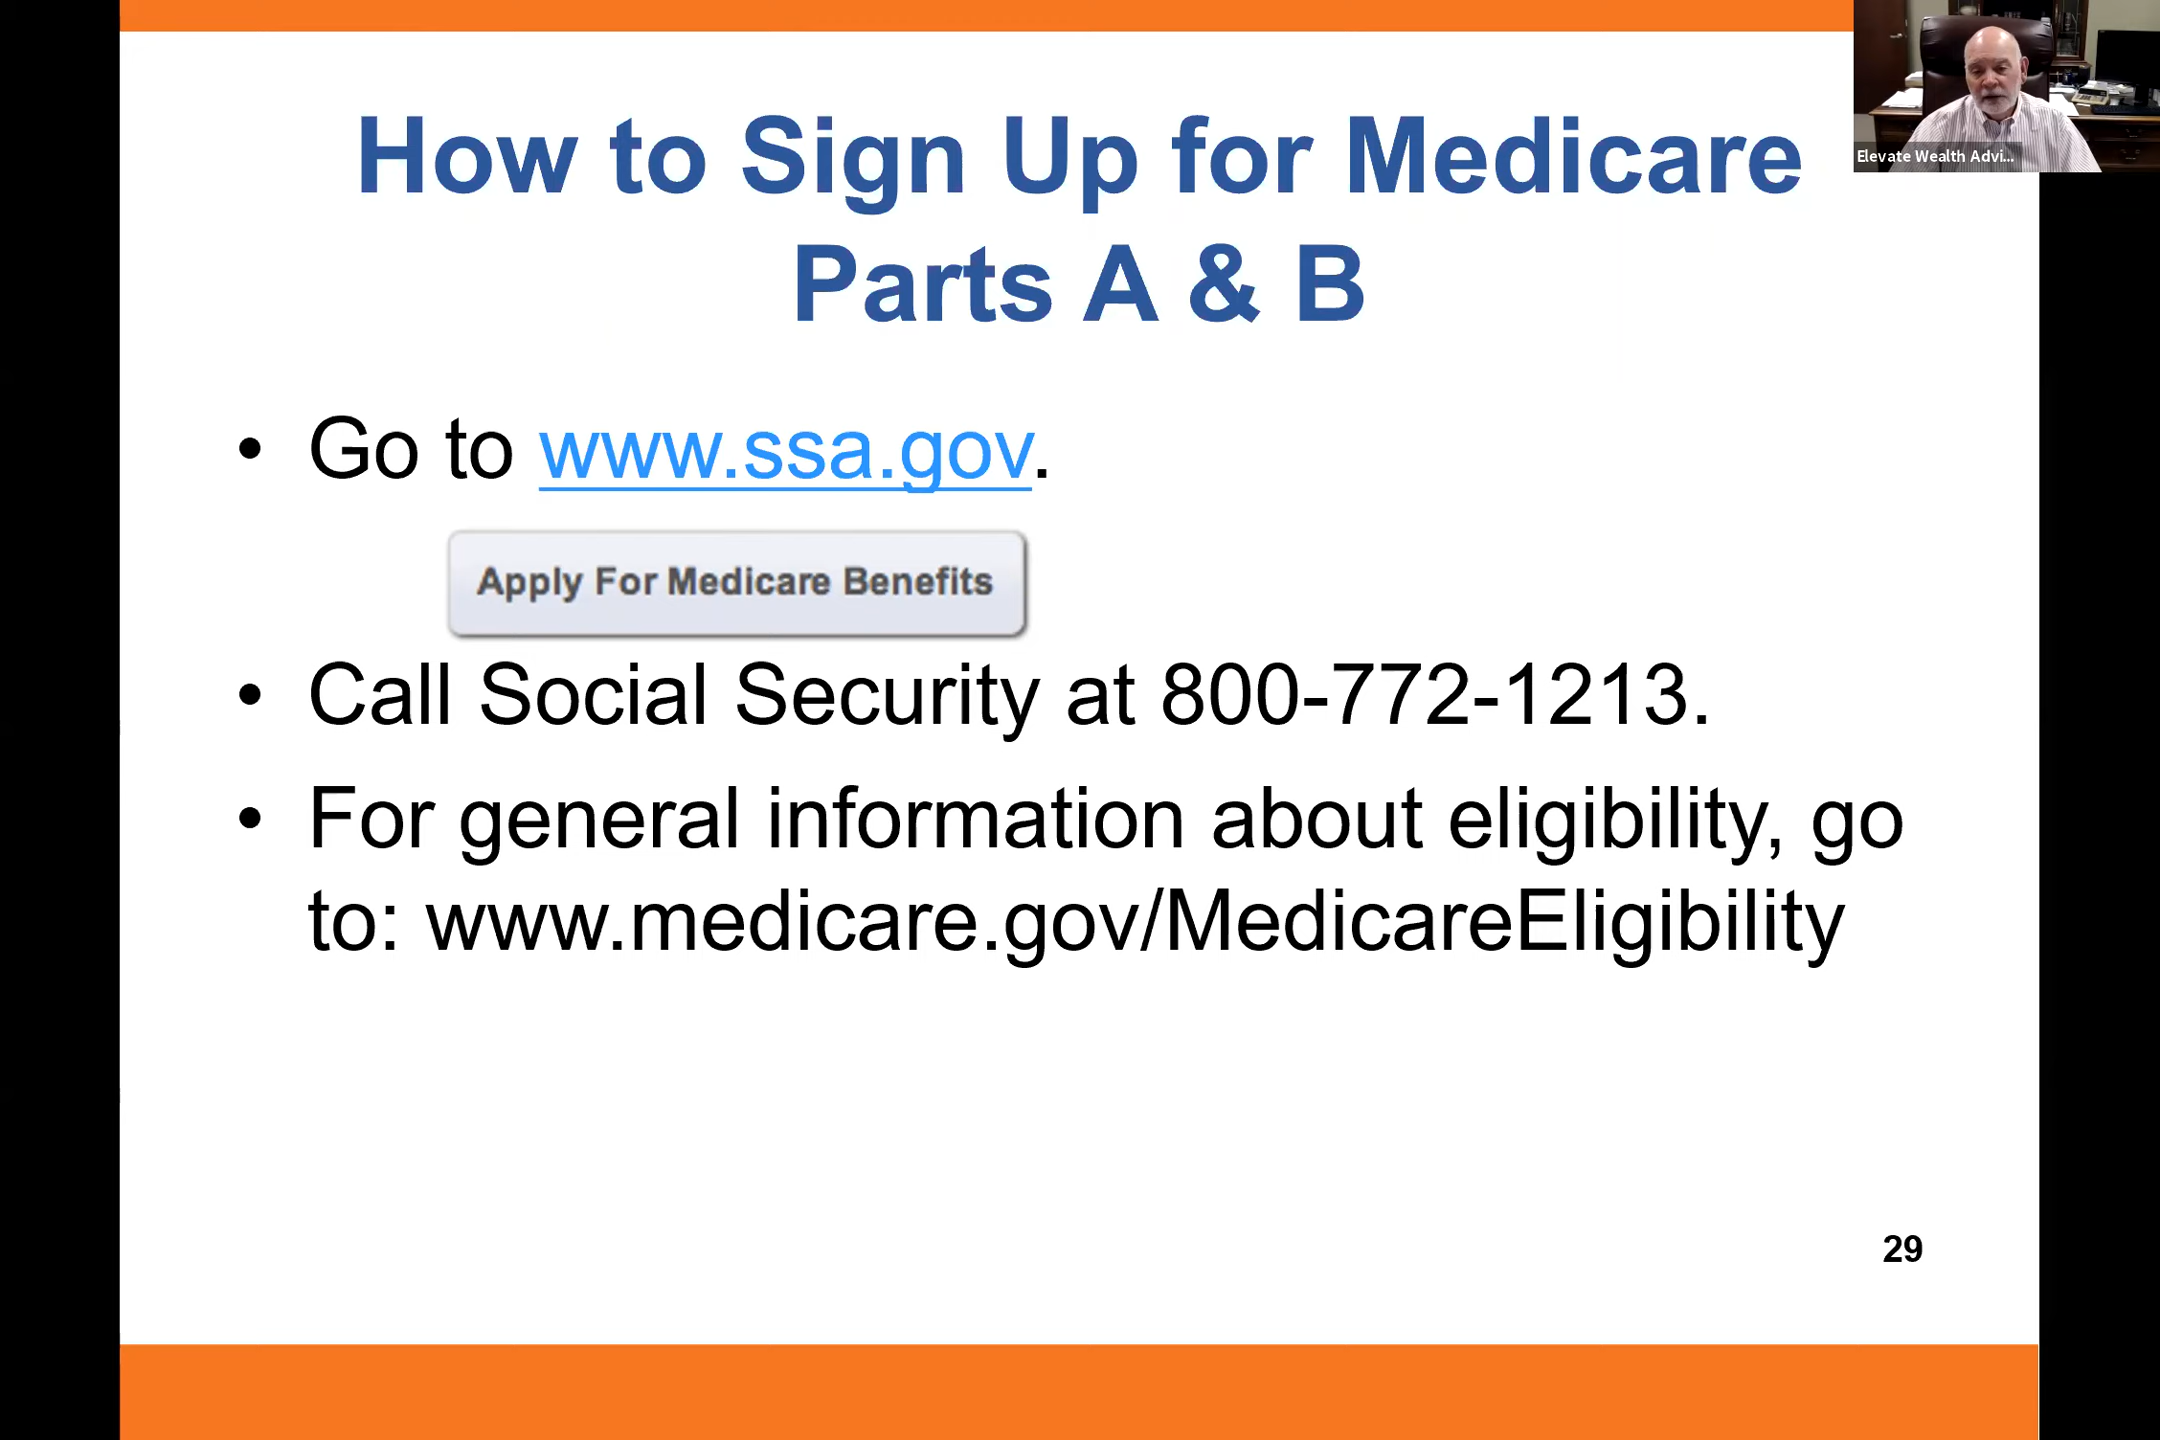 How to Sign Up for Medicare
Parts A & B
Elevate Wealth Advi...
• Go to www.ssa.gov.
Apply For Medicare Benefits
• Call Social Security at 800-772-1213.
• For general information about eligibility, go
to: www.medicare.gov/MedicareEligibility
29